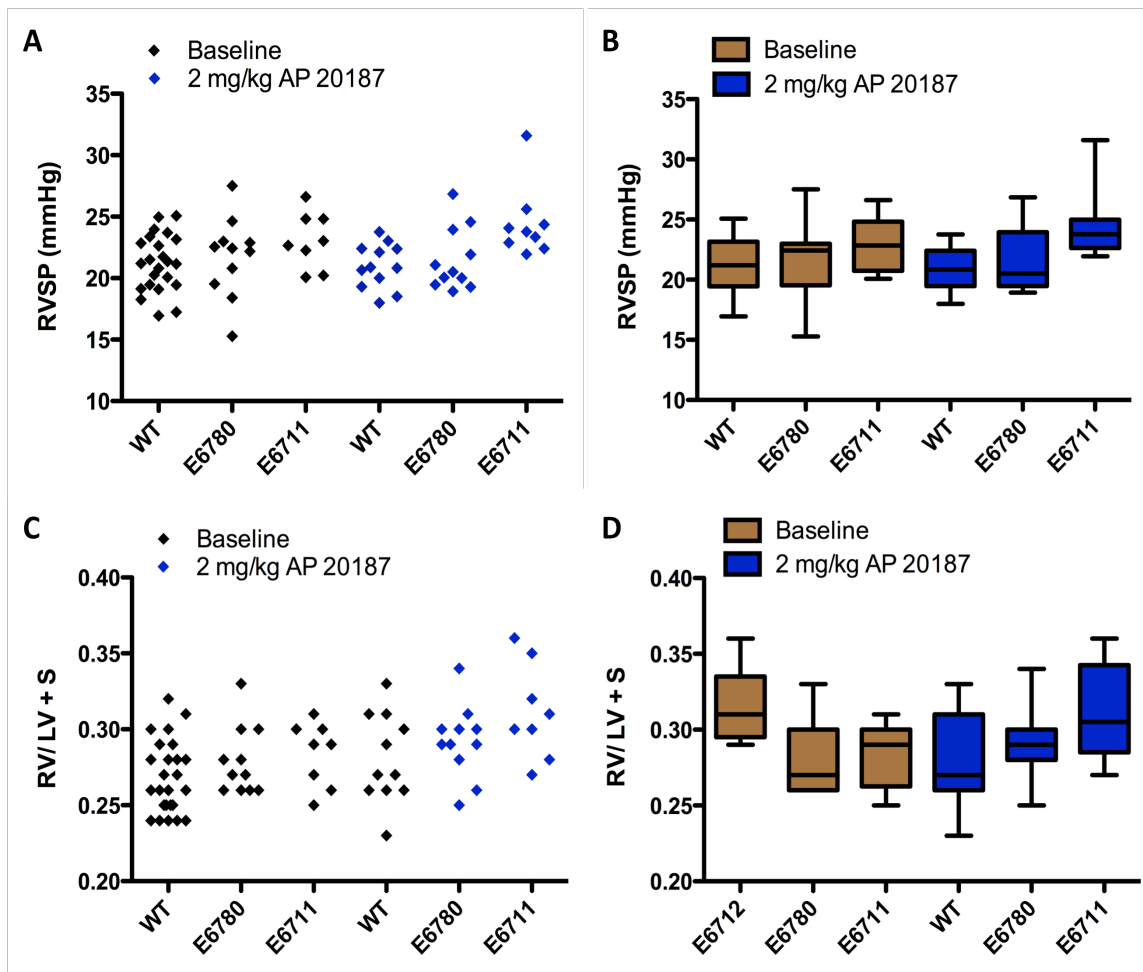 A
Baseline
2 mg/kg AP 20187
35
30
25
20
15
10
RVSP (mmHg)
WT
E6780
E6711
WT
E6780
E6711
B
Baseline
2 mg/kg AP 20187
35
30
25
20
15
10
RVSP (mmHg)
WT
E6780
E6711
WT
E6780
E6711
C
Baseline
2 mg/kg AP 20187
0.40
0.35
0.30
0.25
0.20
RV/ LV + S
WT
E6780
E6711
WT
E6780
E6711
D
Baseline
2 mg/kg AP 20187
0.40
0.35
0.30
0.25
0.20
RV/ LV + S
E6712
E6780
E6711
WT
E6780
E6711